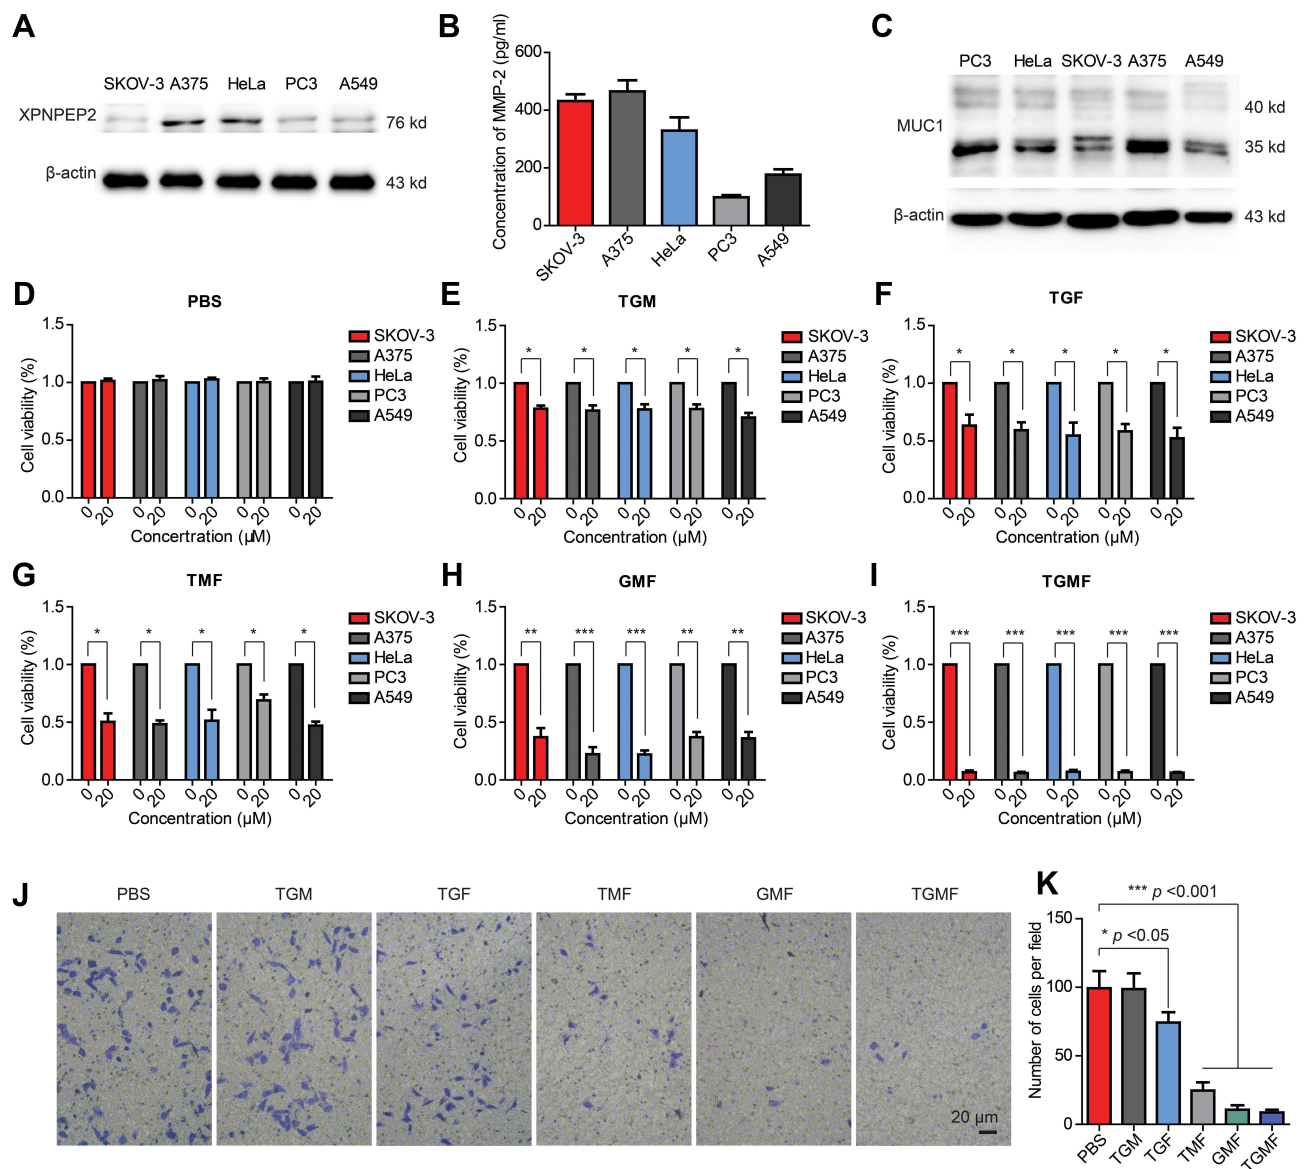 A
SKOV-3 A375 HeLa PC3 A549
XPNPEP2
76 kd
β-actin
43 kd
B
Concentration of MMP-2 (pg/ml)
600
400
200
0
SKOV-3 A375 HeLa PC3 A549
C
PC3 HeLa SKOV-3 A375 A549
40 kd
MUC1
35 kd
β-actin
43 kd
D
PBS
Cell viability (%)
1.5
1.0
0.5
0.0
0 20 0 20 0 20 0 20 0 20
Concertration (µM)
SKOV-3
A375
HeLa
PC3
A549
E
TGM
Cell viability (%)
1.5
1.0
0.5
0.0
* * * * *
0 20 0 20 0 20 0 20 0 20
Concentration (µM)
SKOV-3
A375
HeLa
PC3
A549
F
TGF
Cell viability (%)
1.5
1.0
0.5
0.0
* * * * *
0 20 0 20 0 20 0 20 0 20
Concentration (µM)
SKOV-3
A375
HeLa
PC3
A549
G
TMF
Cell viability (%)
1.5
1.0
0.5
0.0
* * * * *
0 20 0 20 0 20 0 20 0 20
Concentration (µM)
SKOV-3
A375
HeLa
PC3
A549
H
GMF
Cell viability (%)
1.5
1.0
0.5
0.0
** *** *** ** **
0 20 0 20 0 20 0 20 0 20
Concentration (µM)
SKOV-3
A375
HeLa
PC3
A549
I
TGMF
Cell viability (%)
1.5
1.0
0.5
0.0
*** *** *** *** ***
0 20 0 20 0 20 0 20 0 20
Concentration (µM)
SKOV-3
A375
HeLa
PC3
A549
J
PBS TGM TGF TMF GMF TGMF
20 µm
K
Number of cells per field
150
100
50
0
*** p <0.001
* p <0.05
PBS TGM TGF TMF GMF TGMF